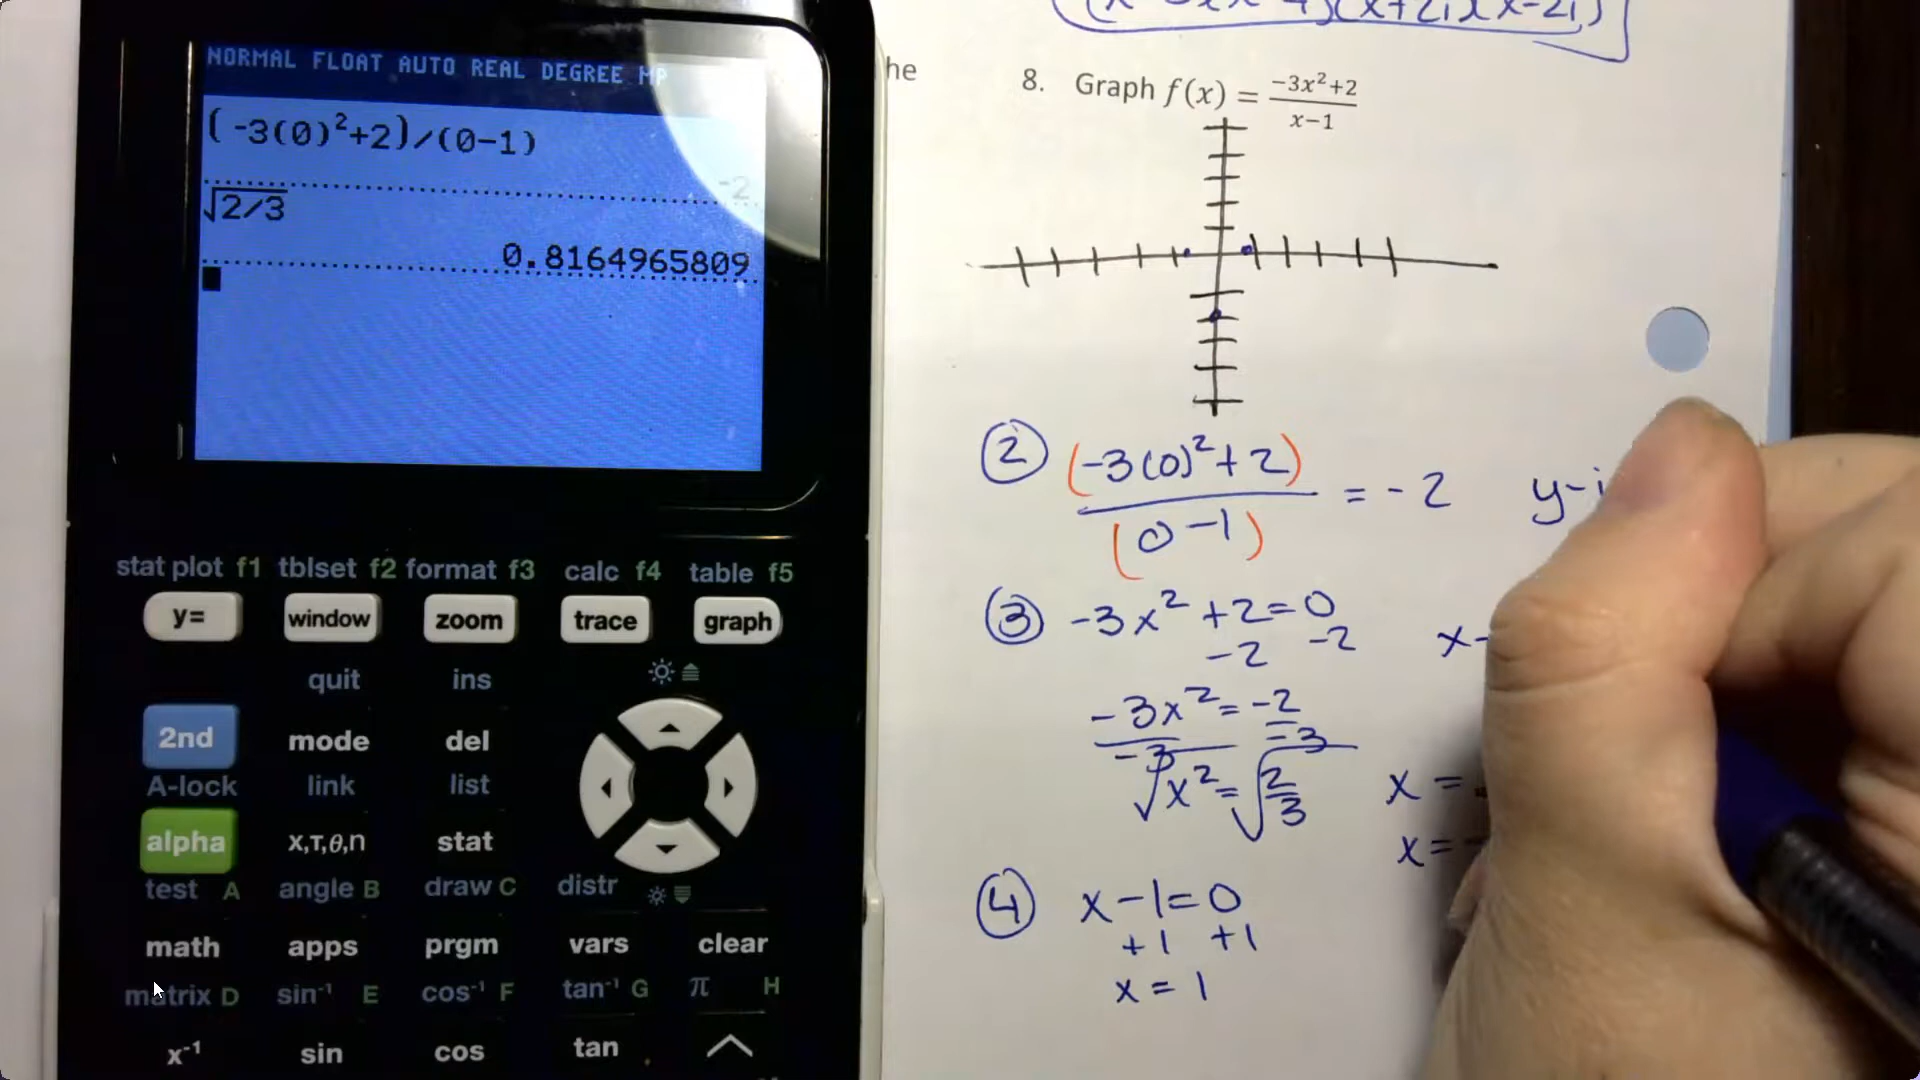 NORMAL FLOAT AUTO REAL DEGREE MP
(-3(0)²+2)/(0-1)
-2
√2/3
0.8164965809
stat plot f1 tblset f2 format f3 calc f4 table f5
y= window zoom trace graph
quit ins
2nd mode del
A-lock link list
alpha x,τ,θ,n stat
test A angle B draw C distr
math apps prgm vars clear
matrix D sin⁻¹ E cos⁻¹ F tan⁻¹ G π H
x⁻¹ sin cos tan ^
he
(x+2i)(x-2i)
8. Graph f(x) = -3x²+2
x-1
② (-3(0)²+2)
(0-1)
= -2 y-i
③ -3x² +2=0
-2 -2
x-
-3x² = -2
-3 -3
√x² = √2
3
x =
x = -
④ x-1=0
+1 +1
x = 1